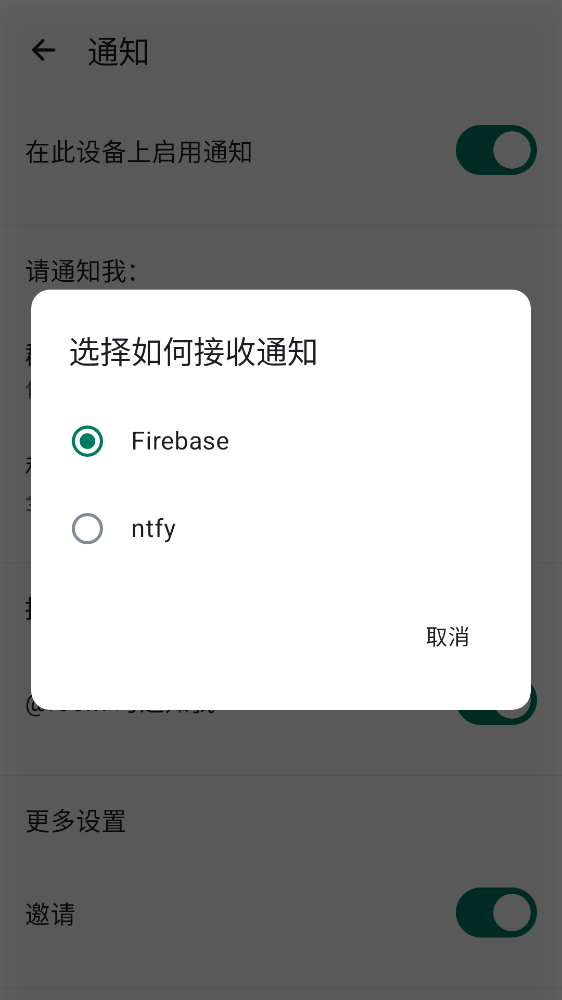 通知
在此设备上启用通知
请通知我：
选择如何接收通知
Firebase
ntfy
取消
更多设置
邀请